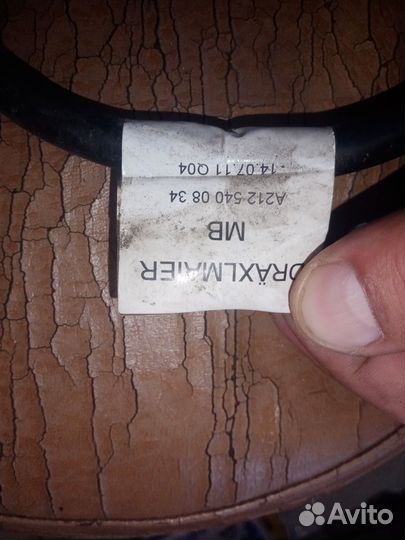 DRÄXLMAIER
MB
A212 540 08 34
14.07.11 Q04
Avito